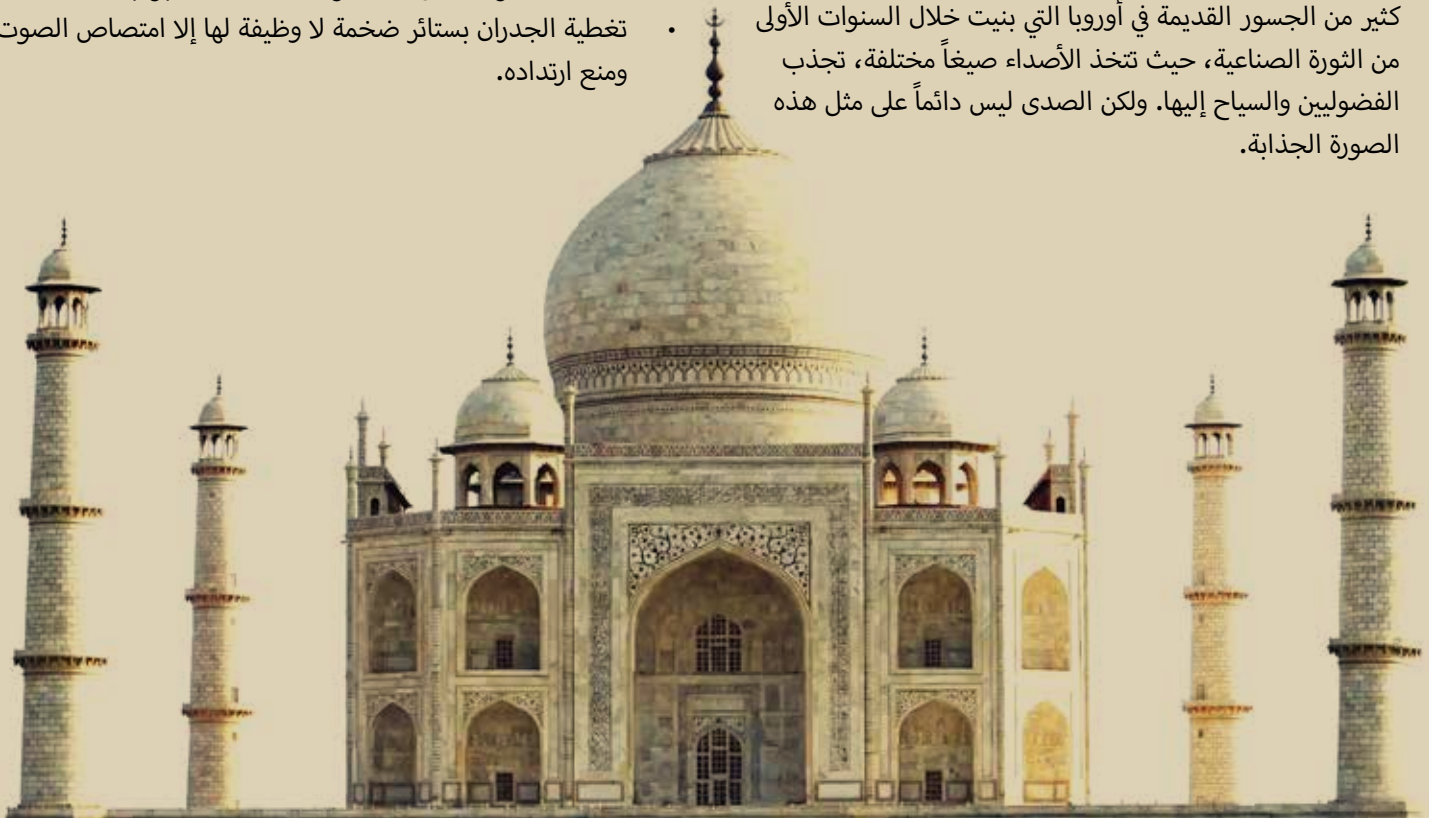 كثير من الجسور القديمة في أوروبا التي بنيت خلال السنوات الأولى
من الثورة الصناعية، حيث تتخذ الأصداء صيغاً مختلفة، تجذب
الفضوليين والسياح إليها. ولكن الصدى ليس دائماً على مثل هذه
الصورة الجذابة.
• تغطية الجدران بستائر ضخمة لا وظيفة لها إلا امتصاص الصوت
ومنع ارتداده.